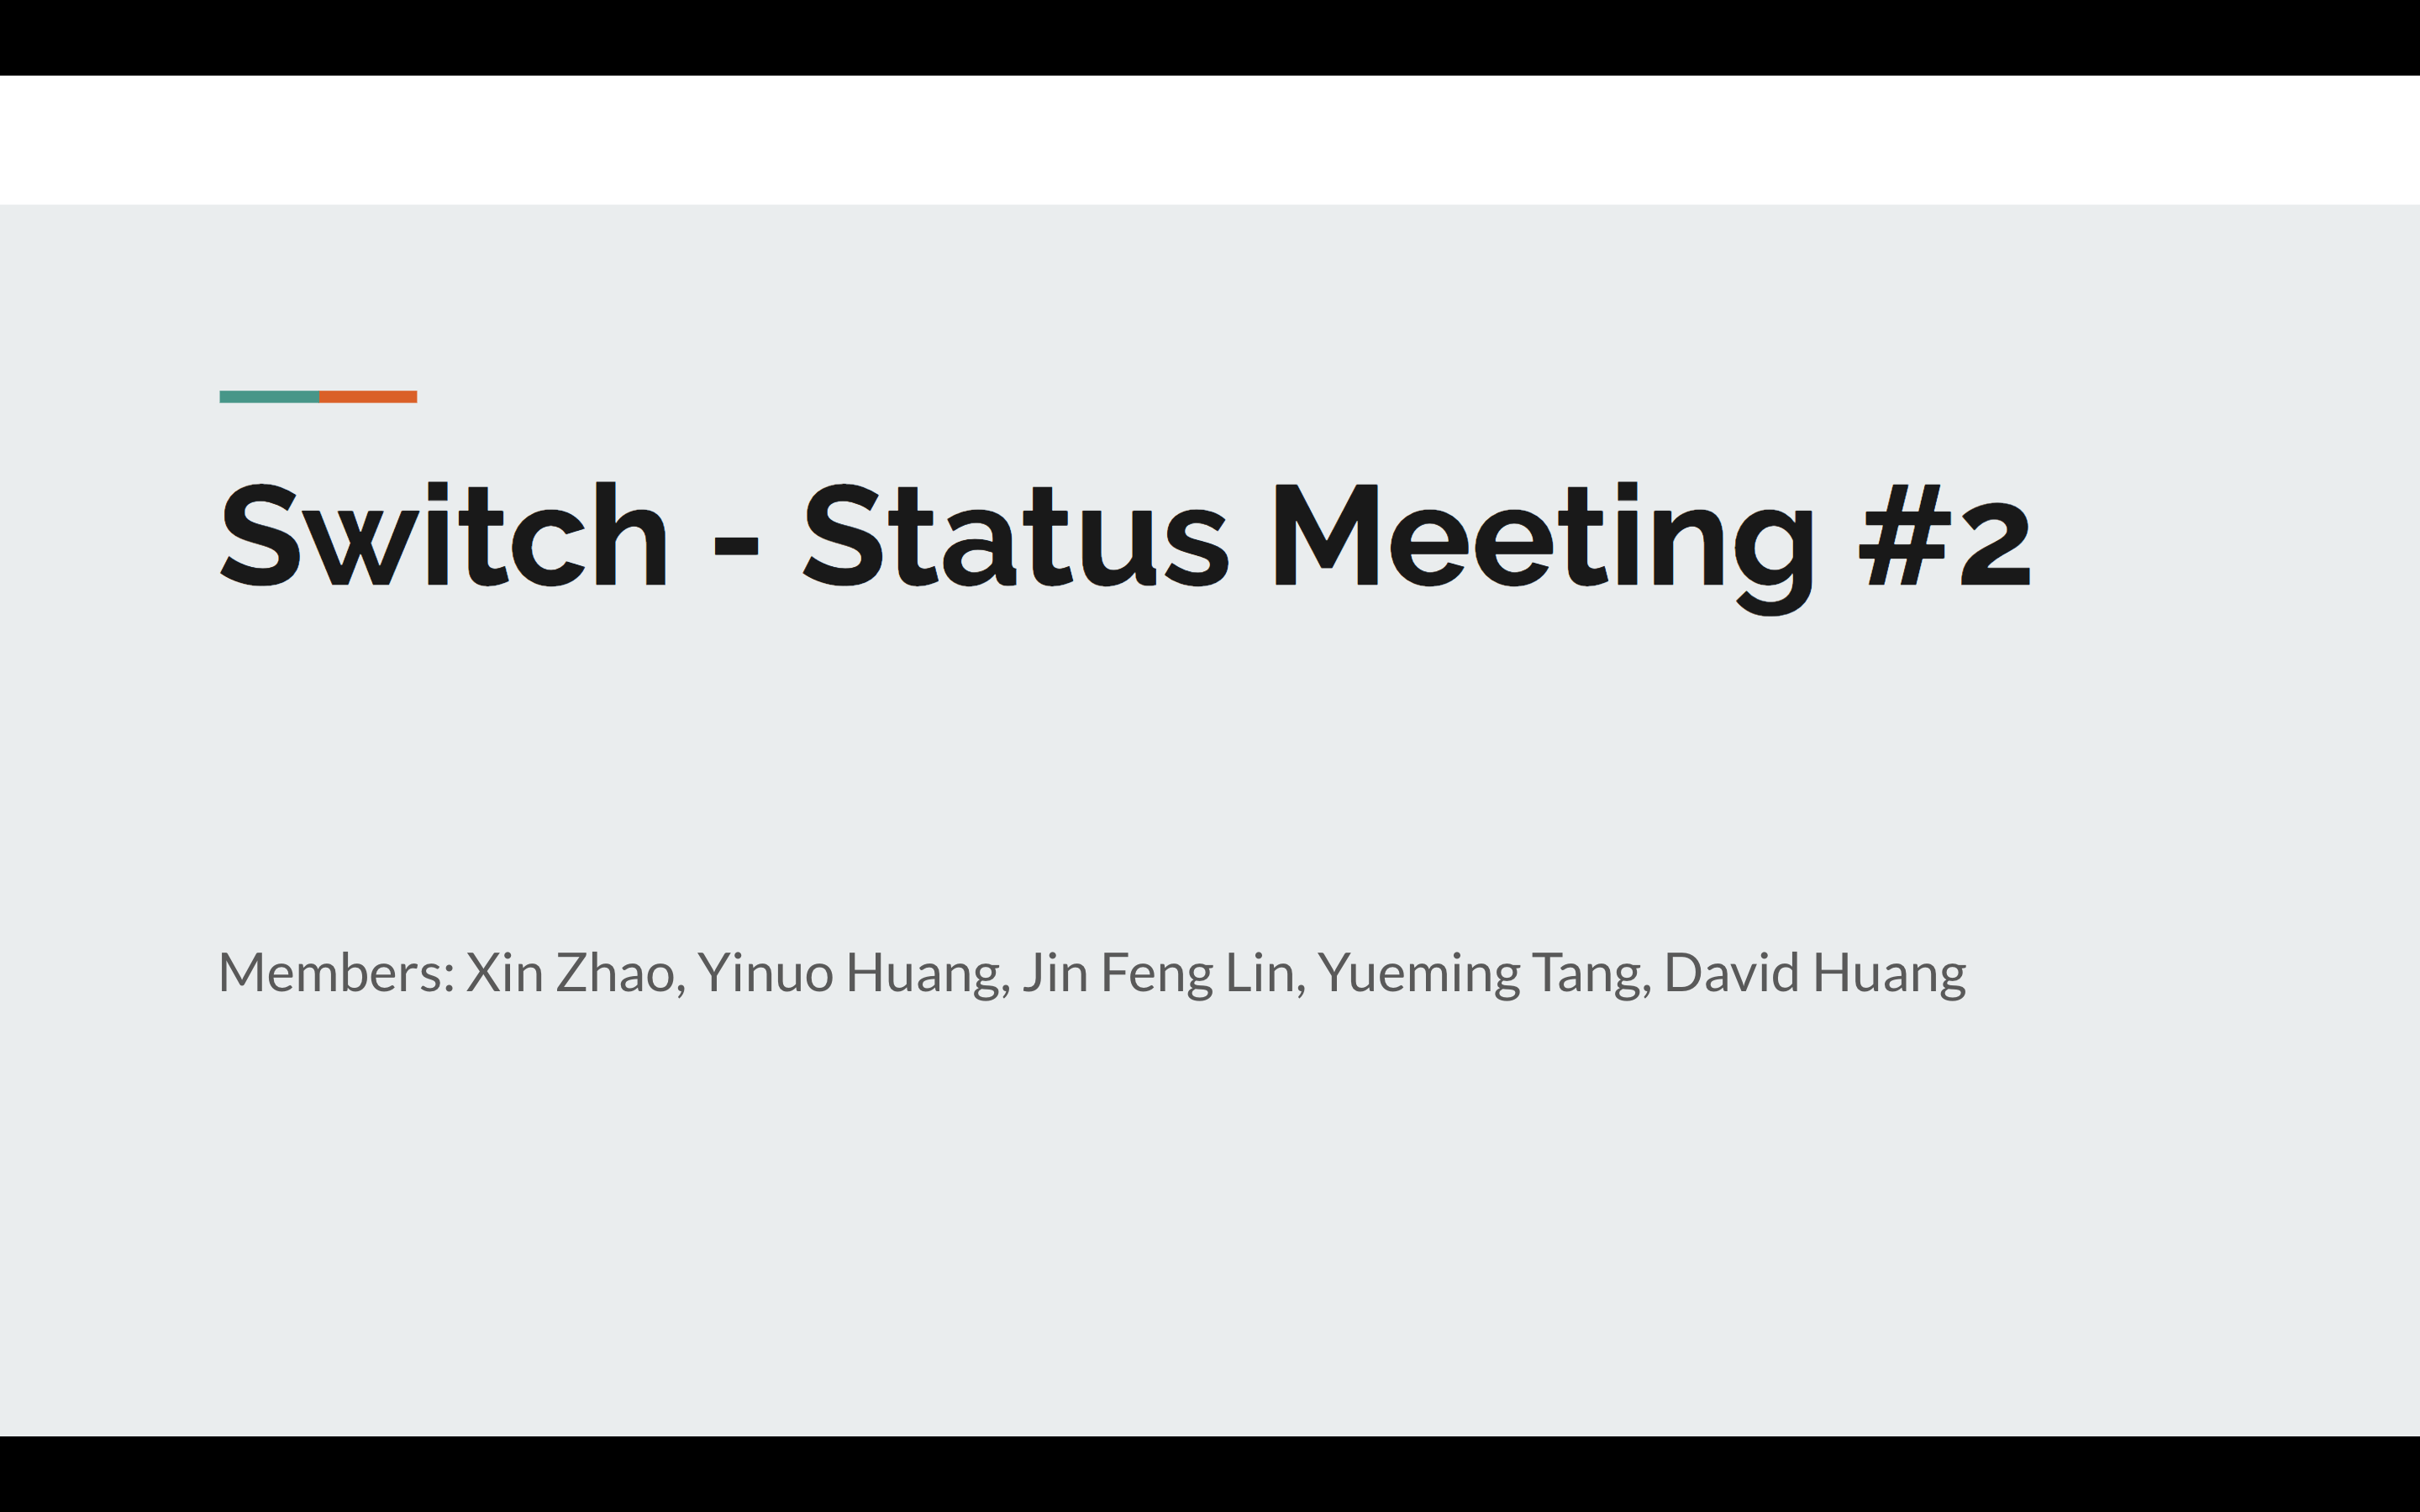 Switch - Status Meeting #2
Members: Xin Zhao, Yinuo Huang, Jin Feng Lin, Yueming Tang, David Huang